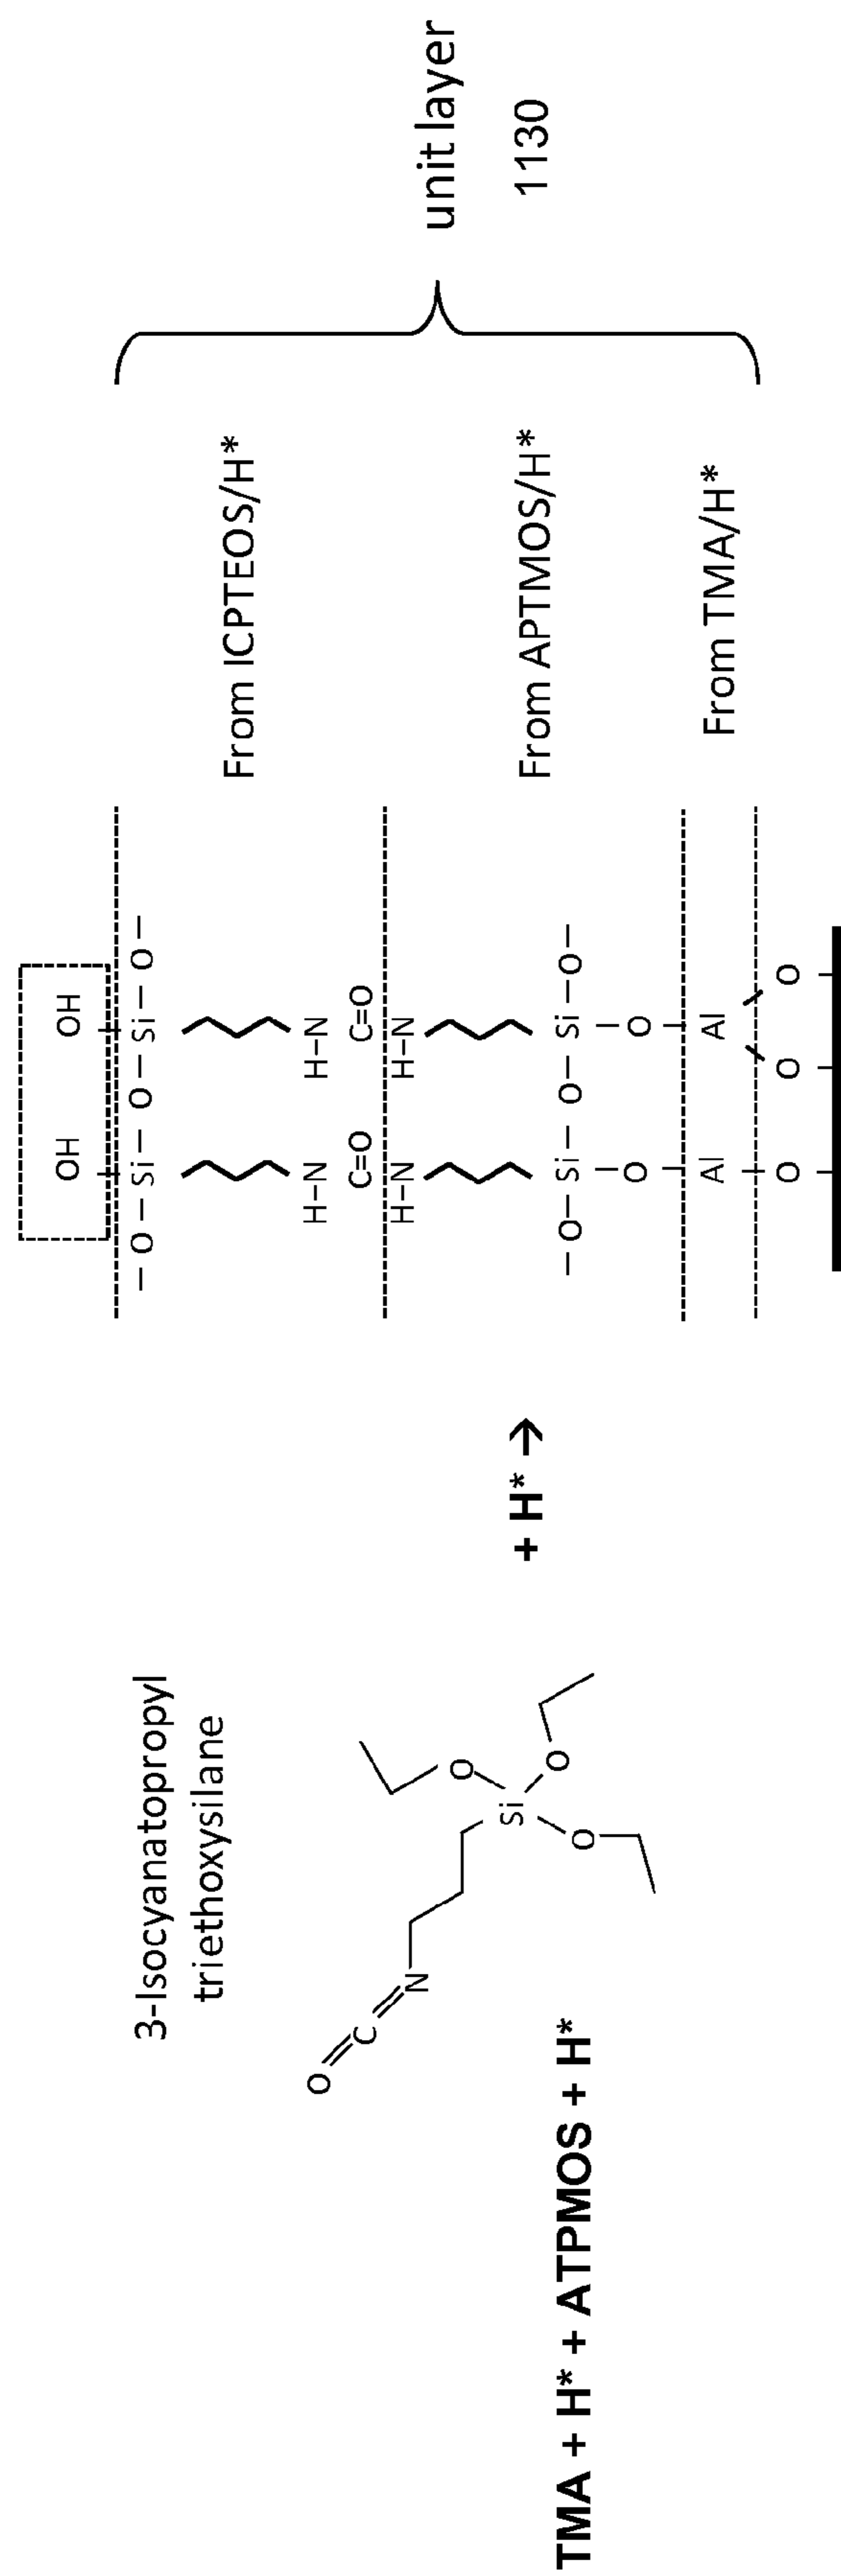 3-Isocyanatopropyl
triethoxysilane
O
C
N
O
Si
O
O
TMA + H* + ATPMOS + H*
+ H* →
OH OH
— O — Si — O — Si — O —
H–N H–N
C=O C=O
H–N H–N
— O — Si — O — Si — O —
O O
Al Al
O O O
From ICPTEOS/H*
From APTMOS/H*
From TMA/H*
unit layer
1130